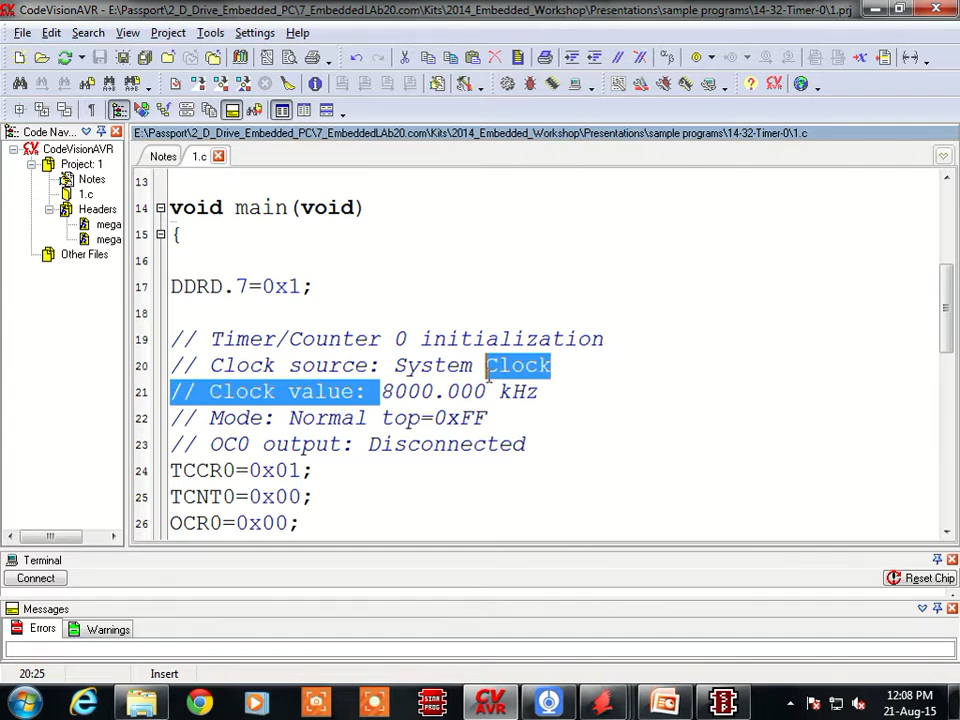 CodeVisionAVR - E:\Passport\2_D_Drive_Embedded_PC\7_EmbeddedLAb20.com\Kits\2014_Embedded_Workshop\Presentations\sample programs\14-32-Timer-0\1.prj
File Edit Search View Project Tools Settings Help
Code Nav...
E:\Passport\2_D_Drive_Embedded_PC\7_EmbeddedLAb20.com\Kits\2014_Embedded_Workshop\Presentations\sample programs\14-32-Timer-0\1.c
CodeVisionAVR
Notes 1.c
Project: 1
Notes
1.c
Headers
mega
mega
Other Files
13
14 void main(void)
15 {
16
17 DDRD.7=0x1;
18
19 // Timer/Counter 0 initialization
20 // Clock source: System Clock
21 // Clock value: 8000.000 kHz
22 // Mode: Normal top=0xFF
23 // OC0 output: Disconnected
24 TCCR0=0x01;
25 TCNT0=0x00;
26 OCR0=0x00;
Terminal
Connect Reset Chip
Messages
Errors Warnings
20:25 Insert
SINA PROG CV AVR ISIS
12:08 PM
21-Aug-15